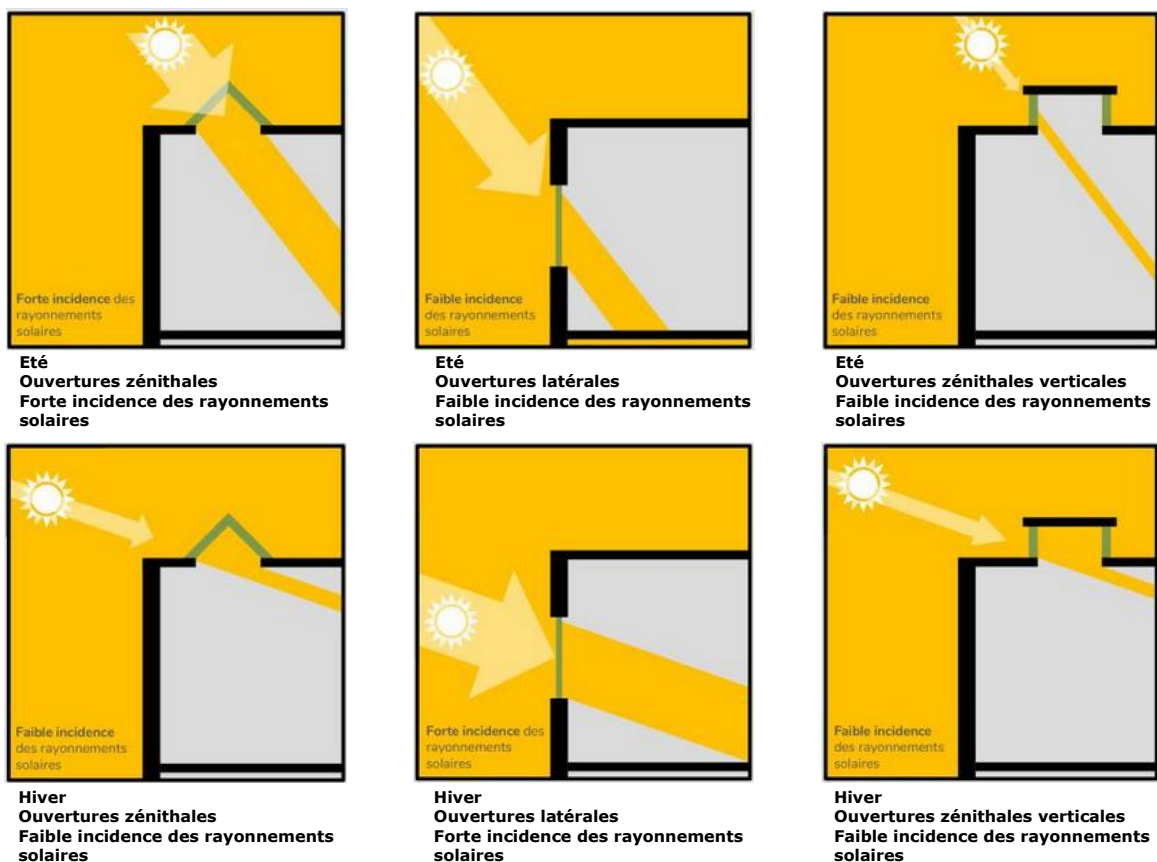 Forte incidence des
rayonnements
solaires
Eté
Ouvertures zénithales
Forte incidence des rayonnements
solaires
Faible incidence
des rayonnements
solaires
Eté
Ouvertures latérales
Faible incidence des rayonnements
solaires
Faible incidence
des rayonnements
solaires
Eté
Ouvertures zénithales verticales
Faible incidence des rayonnements
solaires
Faible incidence
des rayonnements
solaires
Hiver
Ouvertures zénithales
Faible incidence des rayonnements
solaires
Forte incidence des
rayonnements
solaires
Hiver
Ouvertures latérales
Forte incidence des rayonnements
solaires
Faible incidence
des rayonnements
solaires
Hiver
Ouvertures zénithales verticales
Faible incidence des rayonnements
solaires